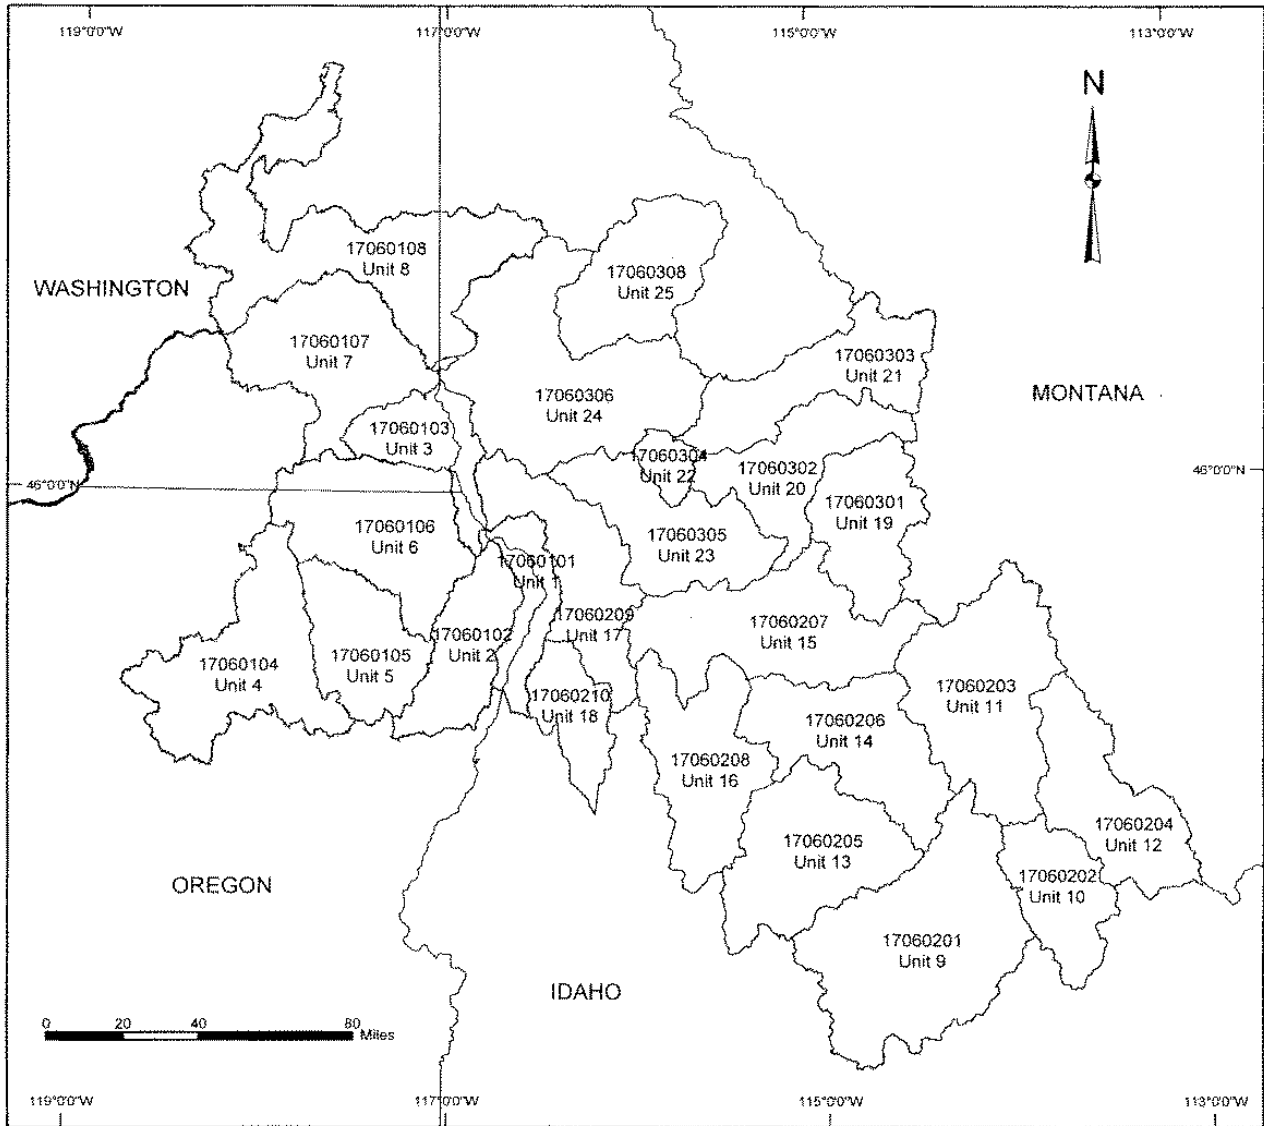 119°0'0"W
117°0'0"W
115°0'0"W
113°0'0"W
N
17060108
Unit 8
17060308
Unit 25
WASHINGTON
17060107
Unit 7
17060303
Unit 21
17060306
Unit 24
MONTANA
17060103
Unit 3
17060304
Unit 22
17060302
Unit 20
46°0'0"N
46°0'0"N
17060301
Unit 19
17060106
Unit 6
17060305
Unit 23
17060101
Unit 1
17060209
Unit 17
17060207
Unit 15
17060102
Unit 2
17060105
Unit 5
17060104
Unit 4
17060203
Unit 11
17060210
Unit 18
17060206
Unit 14
17060208
Unit 16
17060204
Unit 12
17060205
Unit 13
17060202
Unit 10
OREGON
17060201
Unit 9
IDAHO
0 20 40 80
Miles
119°0'0"W
117°0'0"W
115°0'0"W
113°0'0"W